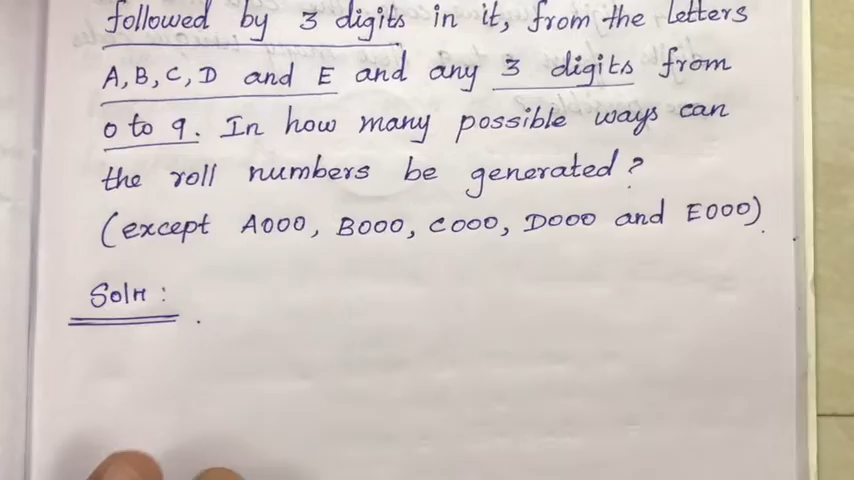 followed by 3 digits in it, from the letters
A, B, C, D and E and any 3 digits from
0 to 9. In how many possible ways can
the roll numbers be generated?
(except A000, B000, C000, D000 and E000).
Soln :